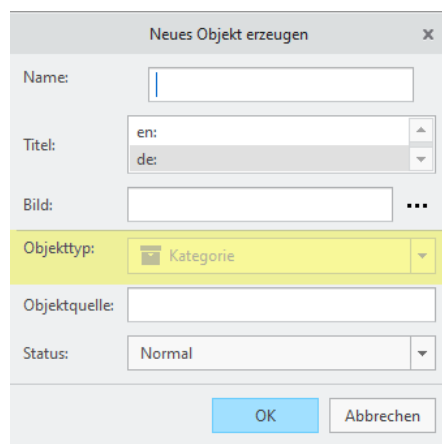 Neues Objekt erzeugen x
Name:
Titel:
en:
de:
Bild: ...
Objekttyp: Kategorie
Objektquelle:
Status: Normal
OK Abbrechen